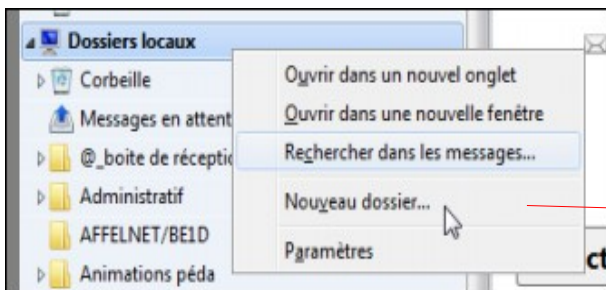 Dossiers locaux
Corbeille
Messages en attent
@_boite de réceptio
Administratif
AFFELNET/BE1D
Animations péda
Ouvrir dans un nouvel onglet
Ouvrir dans une nouvelle fenêtre
Rechercher dans les messages...
Nouveau dossier...
Paramètres
ct